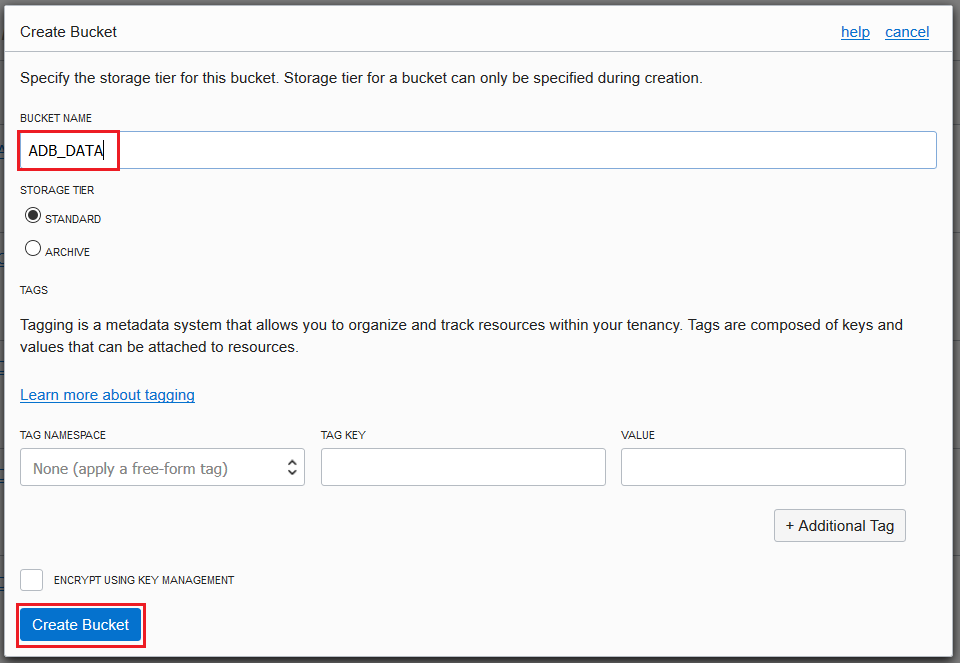 Create Bucket
help cancel
Specify the storage tier for this bucket. Storage tier for a bucket can only be specified during creation.
BUCKET NAME
ADB_DATA
STORAGE TIER
STANDARD
ARCHIVE
TAGS
Tagging is a metadata system that allows you to organize and track resources within your tenancy. Tags are composed of keys and
values that can be attached to resources.
Learn more about tagging
TAG NAMESPACE TAG KEY VALUE
None (apply a free-form tag)
+ Additional Tag
ENCRYPT USING KEY MANAGEMENT
Create Bucket